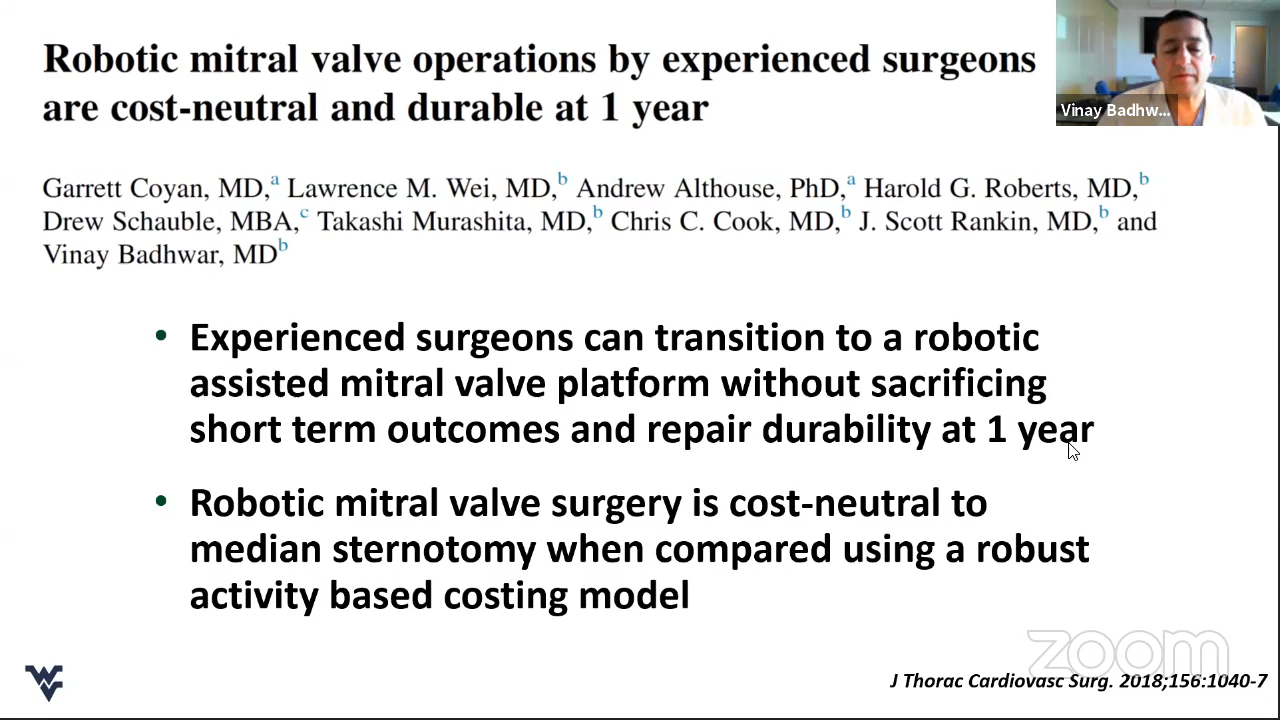 Robotic mitral valve operations by experienced surgeons
are cost-neutral and durable at 1 year
Vinay Badhw...
Garrett Coyan, MD,a Lawrence M. Wei, MD,b Andrew Althouse, PhD,a Harold G. Roberts, MD,b
Drew Schauble, MBA,c Takashi Murashita, MD,b Chris C. Cook, MD,b J. Scott Rankin, MD,b and
Vinay Badhwar, MDb
• Experienced surgeons can transition to a robotic
assisted mitral valve platform without sacrificing
short term outcomes and repair durability at 1 year
• Robotic mitral valve surgery is cost-neutral to
median sternotomy when compared using a robust
activity based costing model
zoom
J Thorac Cardiovasc Surg. 2018;156:1040-7
WV